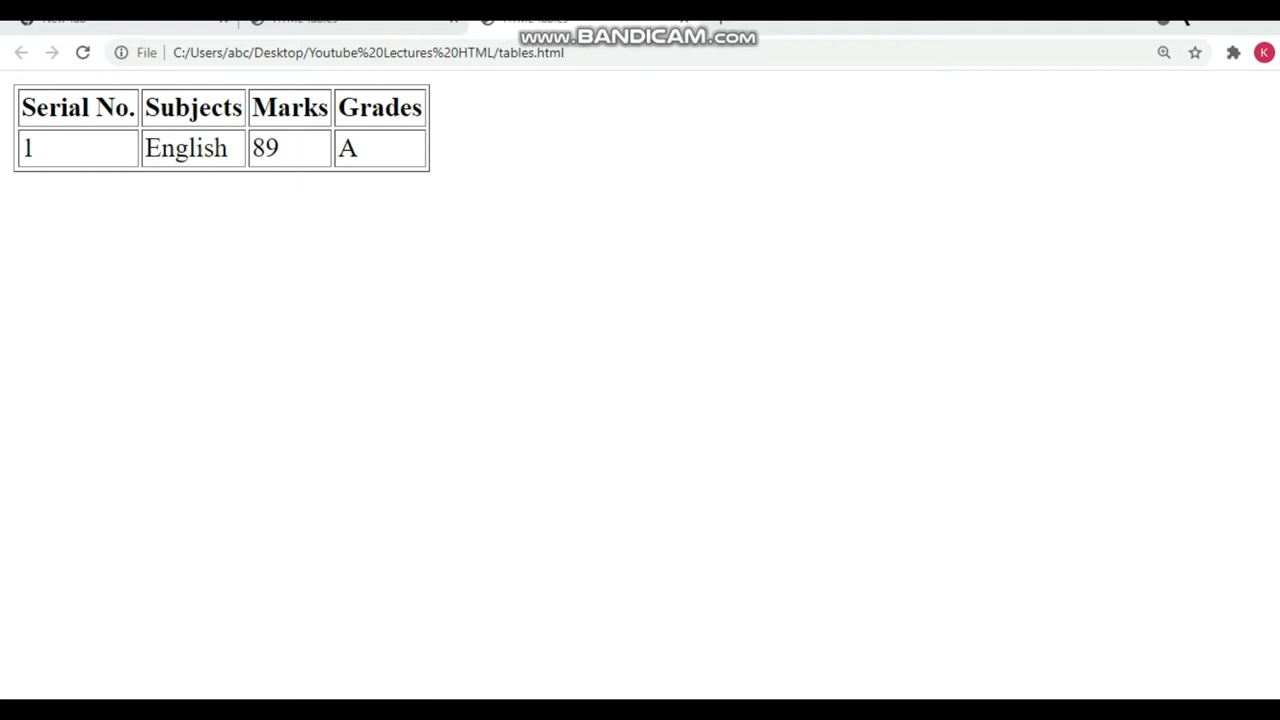 www.BANDICAM.com
File C:/Users/abc/Desktop/Youtube%20Lectures%20HTML/tables.html
K
Serial No. Subjects Marks Grades
1 English 89 A